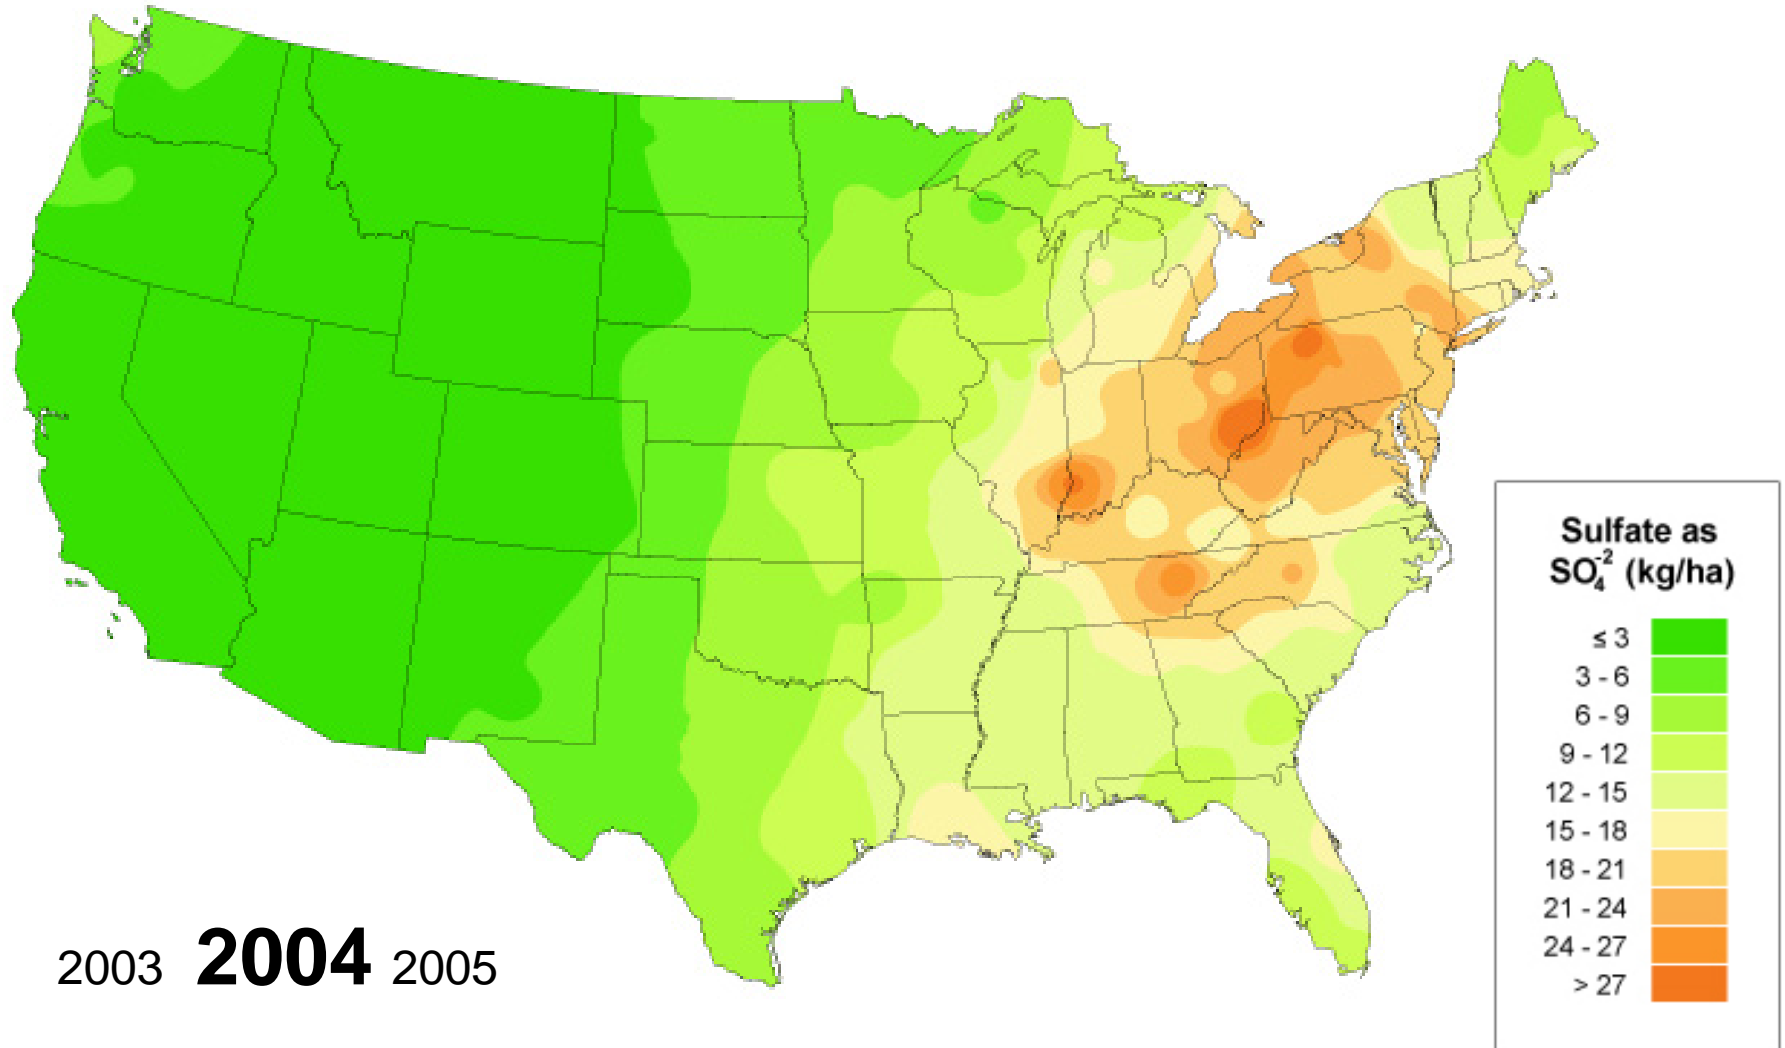 Sulfate as
SO₄⁻² (kg/ha)
≤ 3
3 - 6
6 - 9
9 - 12
12 - 15
15 - 18
18 - 21
21 - 24
24 - 27
> 27
2003 2004 2005